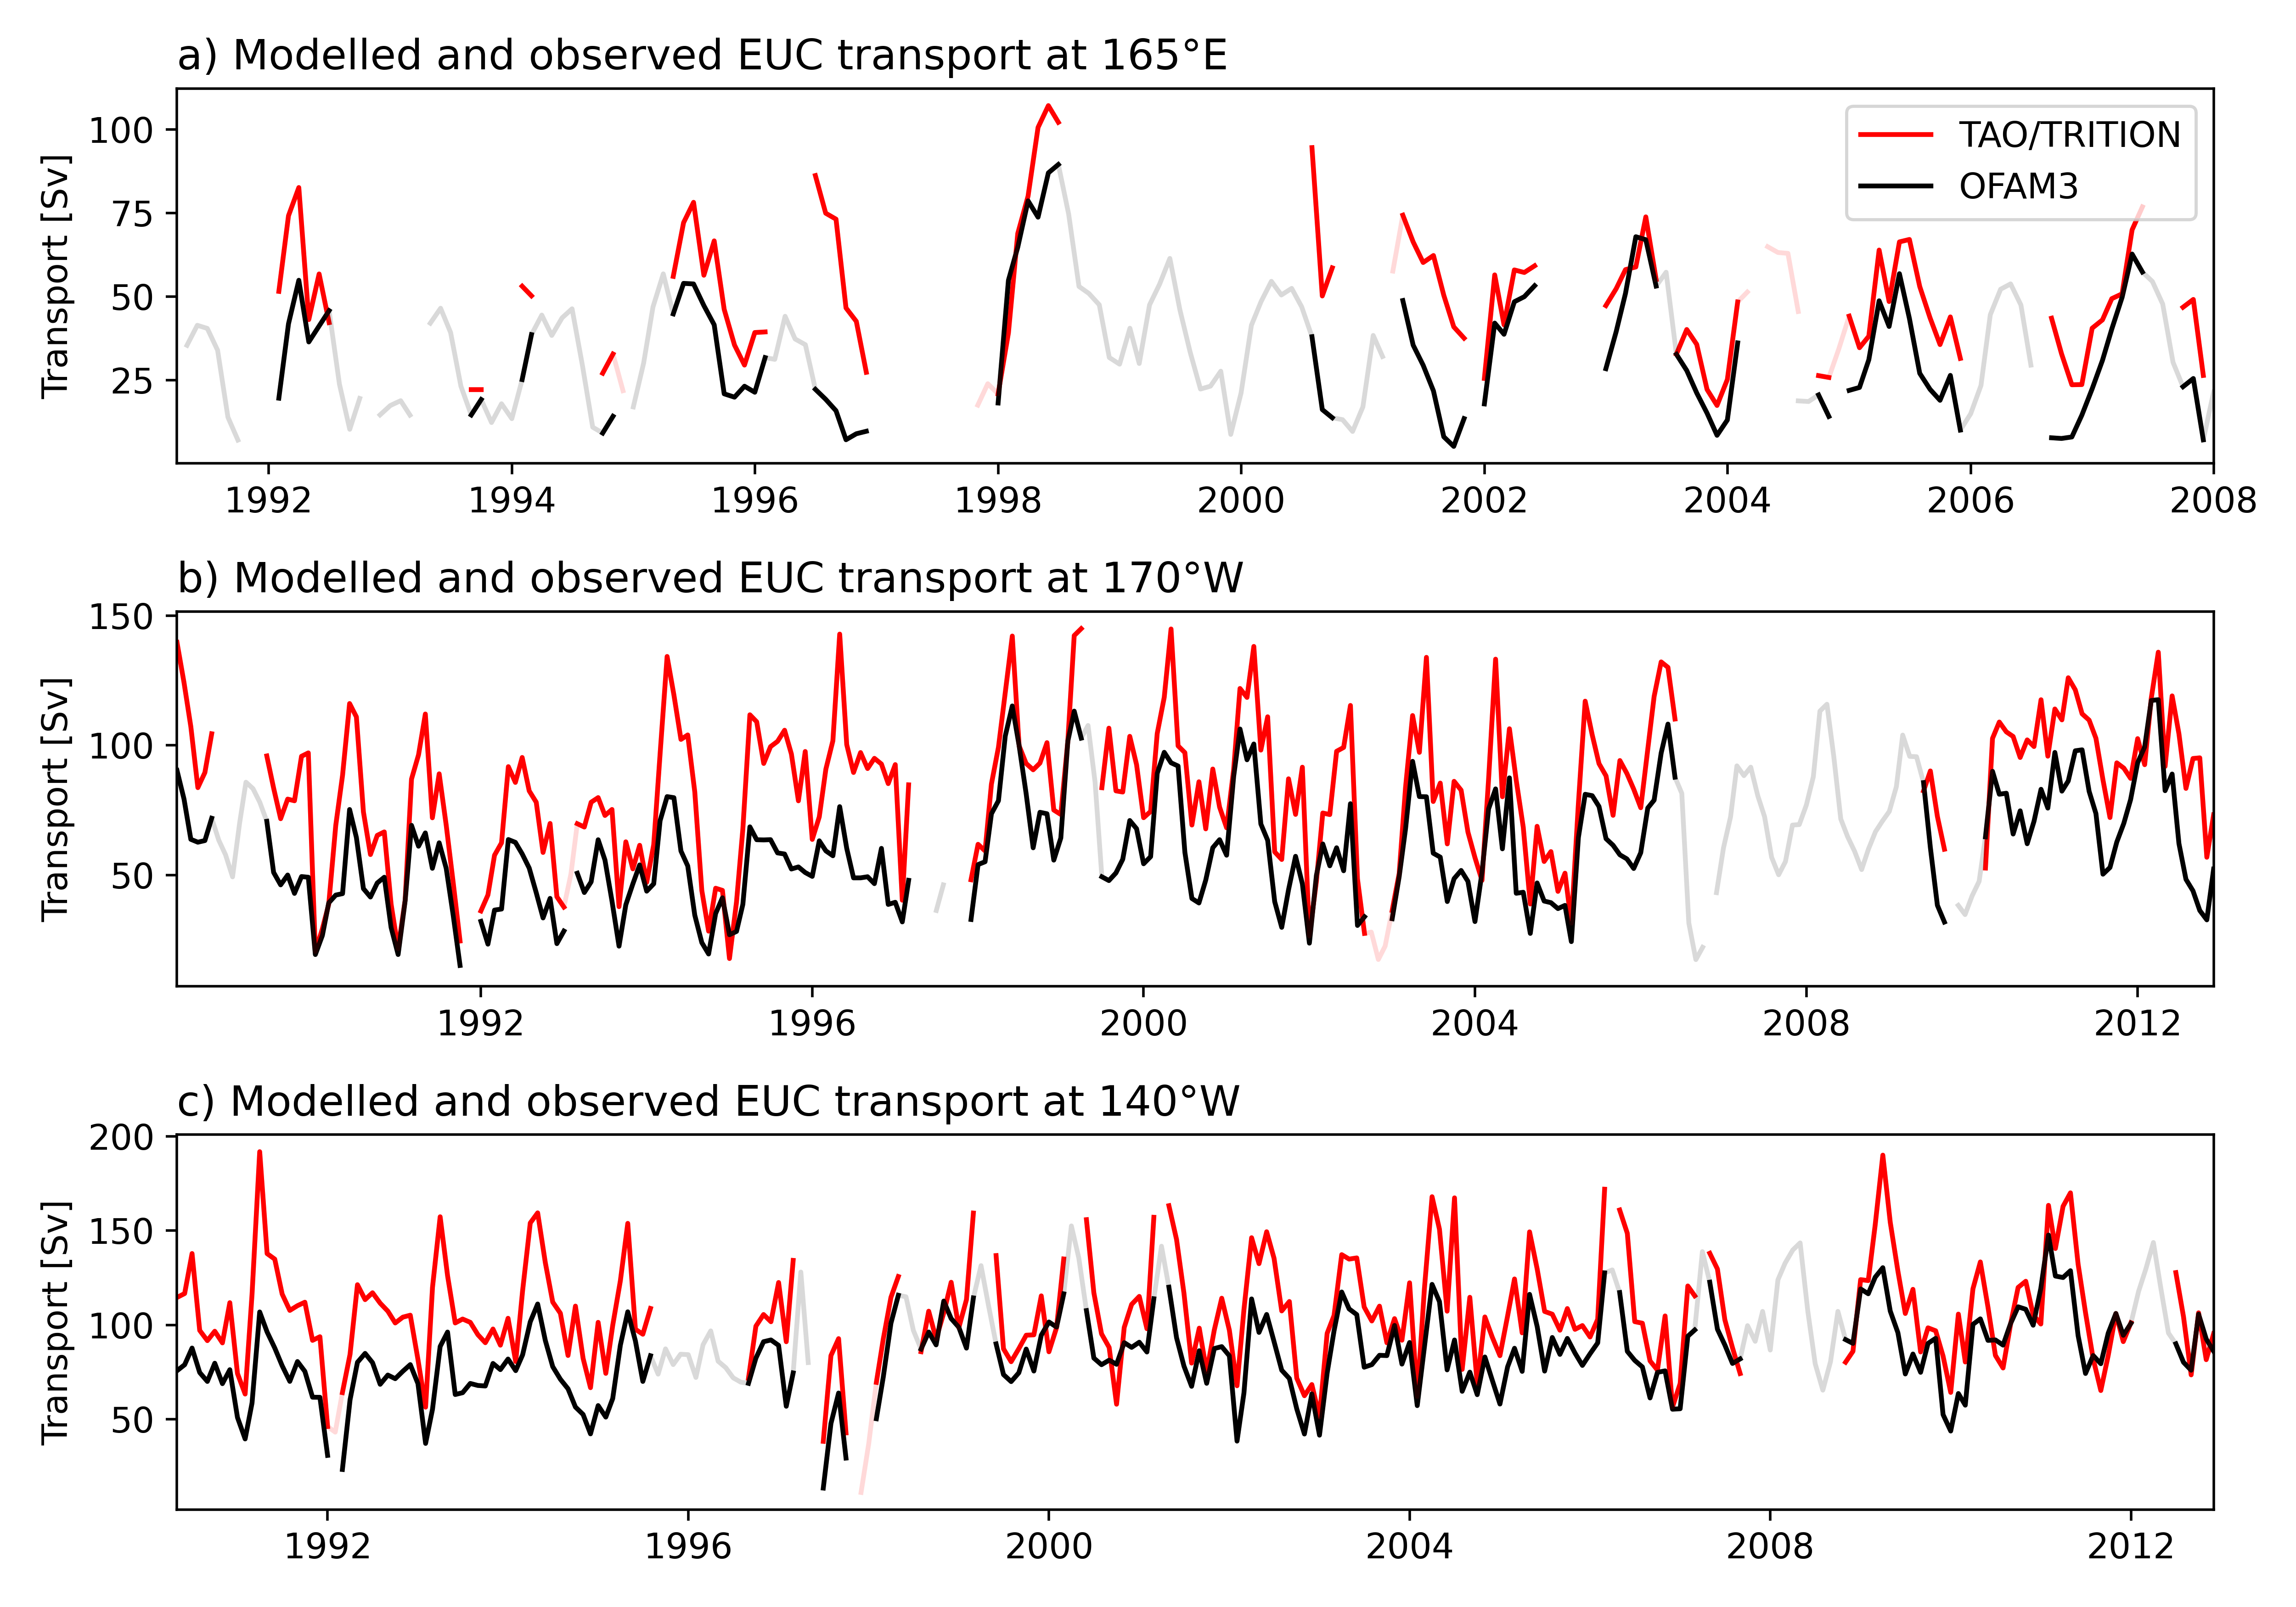 a) Modelled and observed EUC transport at 165°E
Transport [Sv]
100
75
50
25
TAO/TRITION
OFAM3
1992 1994 1996 1998 2000 2002 2004 2006 2008
b) Modelled and observed EUC transport at 170°W
Transport [Sv]
150
100
50
1992 1996 2000 2004 2008 2012
c) Modelled and observed EUC transport at 140°W
Transport [Sv]
200
150
100
50
1992 1996 2000 2004 2008 2012